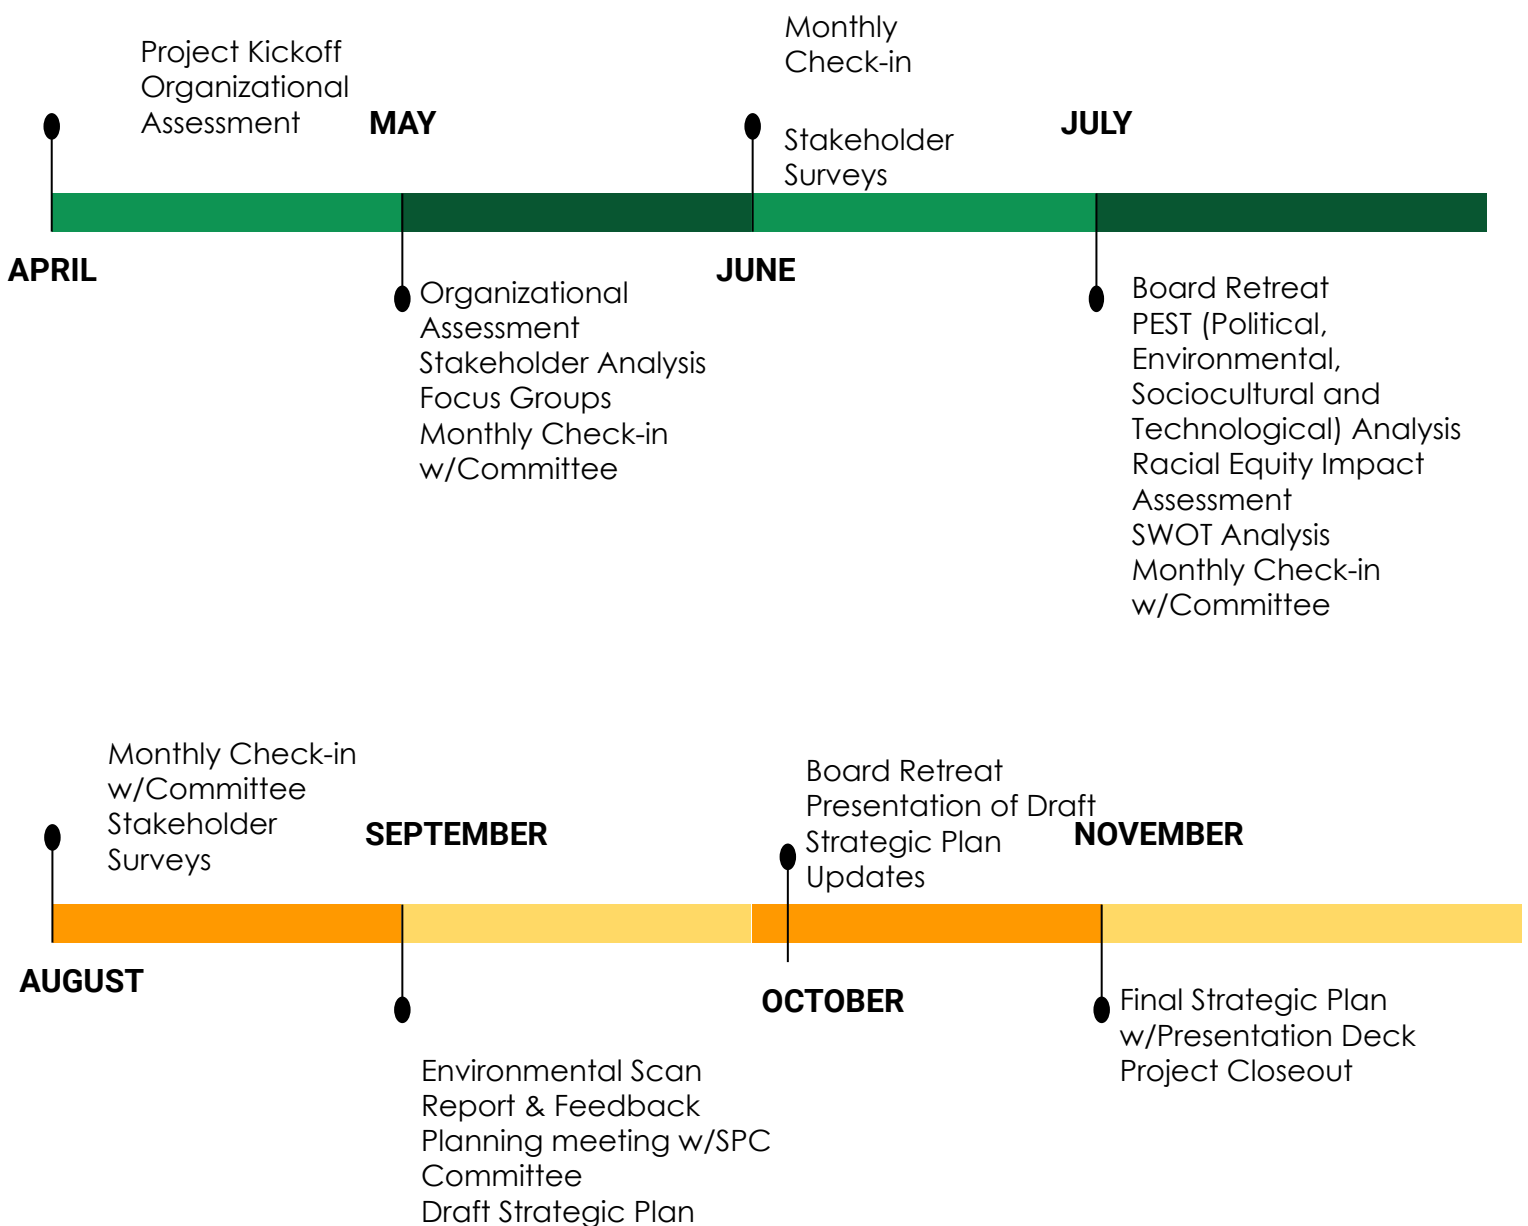 APRIL
Project Kickoff
Organizational
Assessment
MAY
Organizational
Assessment
Stakeholder Analysis
Focus Groups
Monthly Check-in
w/Committee
JUNE
Monthly
Check-in
Stakeholder
Surveys
JULY
Board Retreat
PEST (Political,
Environmental,
Sociocultural and
Technological) Analysis
Racial Equity Impact
Assessment
SWOT Analysis
Monthly Check-in
w/Committee
AUGUST
Monthly Check-in
w/Committee
Stakeholder
Surveys
SEPTEMBER
Environmental Scan
Report & Feedback
Planning meeting w/SPC
Committee
Draft Strategic Plan
OCTOBER
Board Retreat
Presentation of Draft
Strategic Plan
Updates
NOVEMBER
Final Strategic Plan
w/Presentation Deck
Project Closeout